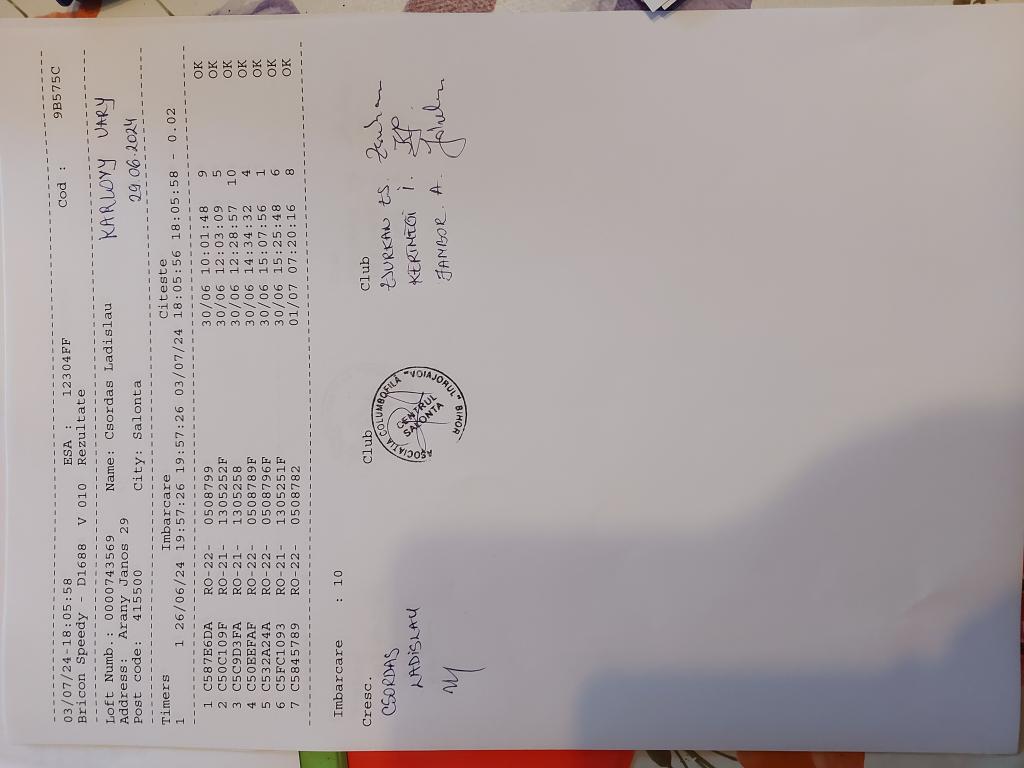 03/07/24-18:05:58 ESA : 12304FF Cod : 9B575C
Bricon Speedy - D1688 V 010 Rezultate
Loft Numb.: 0000743569 Name: Csordas Ladislau KARLOVY VARY
Address: Arany Janos 29
Post code: 415500 City: Salonta 29.06.2024
Timers Imbarcare Citeste
1 1 26/06/24 19:57:26 19:57:26 03/07/24 18:05:56 18:05:58 - 0.02
1 C587E6DA RO-22- 0508799 30/06 10:01:48 9 OK
2 C50C109F RO-21- 1305252F 30/06 12:03:09 5 OK
3 C5C9D3FA RO-21- 1305258 30/06 12:28:57 10 OK
4 C50EEFAF RO-22- 0508789F 30/06 14:34:32 4 OK
5 C532A24A RO-22- 0508796F 30/06 15:07:56 1 OK
6 C5FC1093 RO-21- 1305251F 30/06 15:25:48 6 OK
7 C5845789 RO-22- 0508782 01/07 07:20:16 8 OK
Imbarcare : 10
Cresc. Club Club
CSORDAS
LADISLAU
ASOCIATIA COLUMBOFILĂ "VOIAJORUL" BIHOR
CENTRUL
SALONTA
JAMBOR. A.